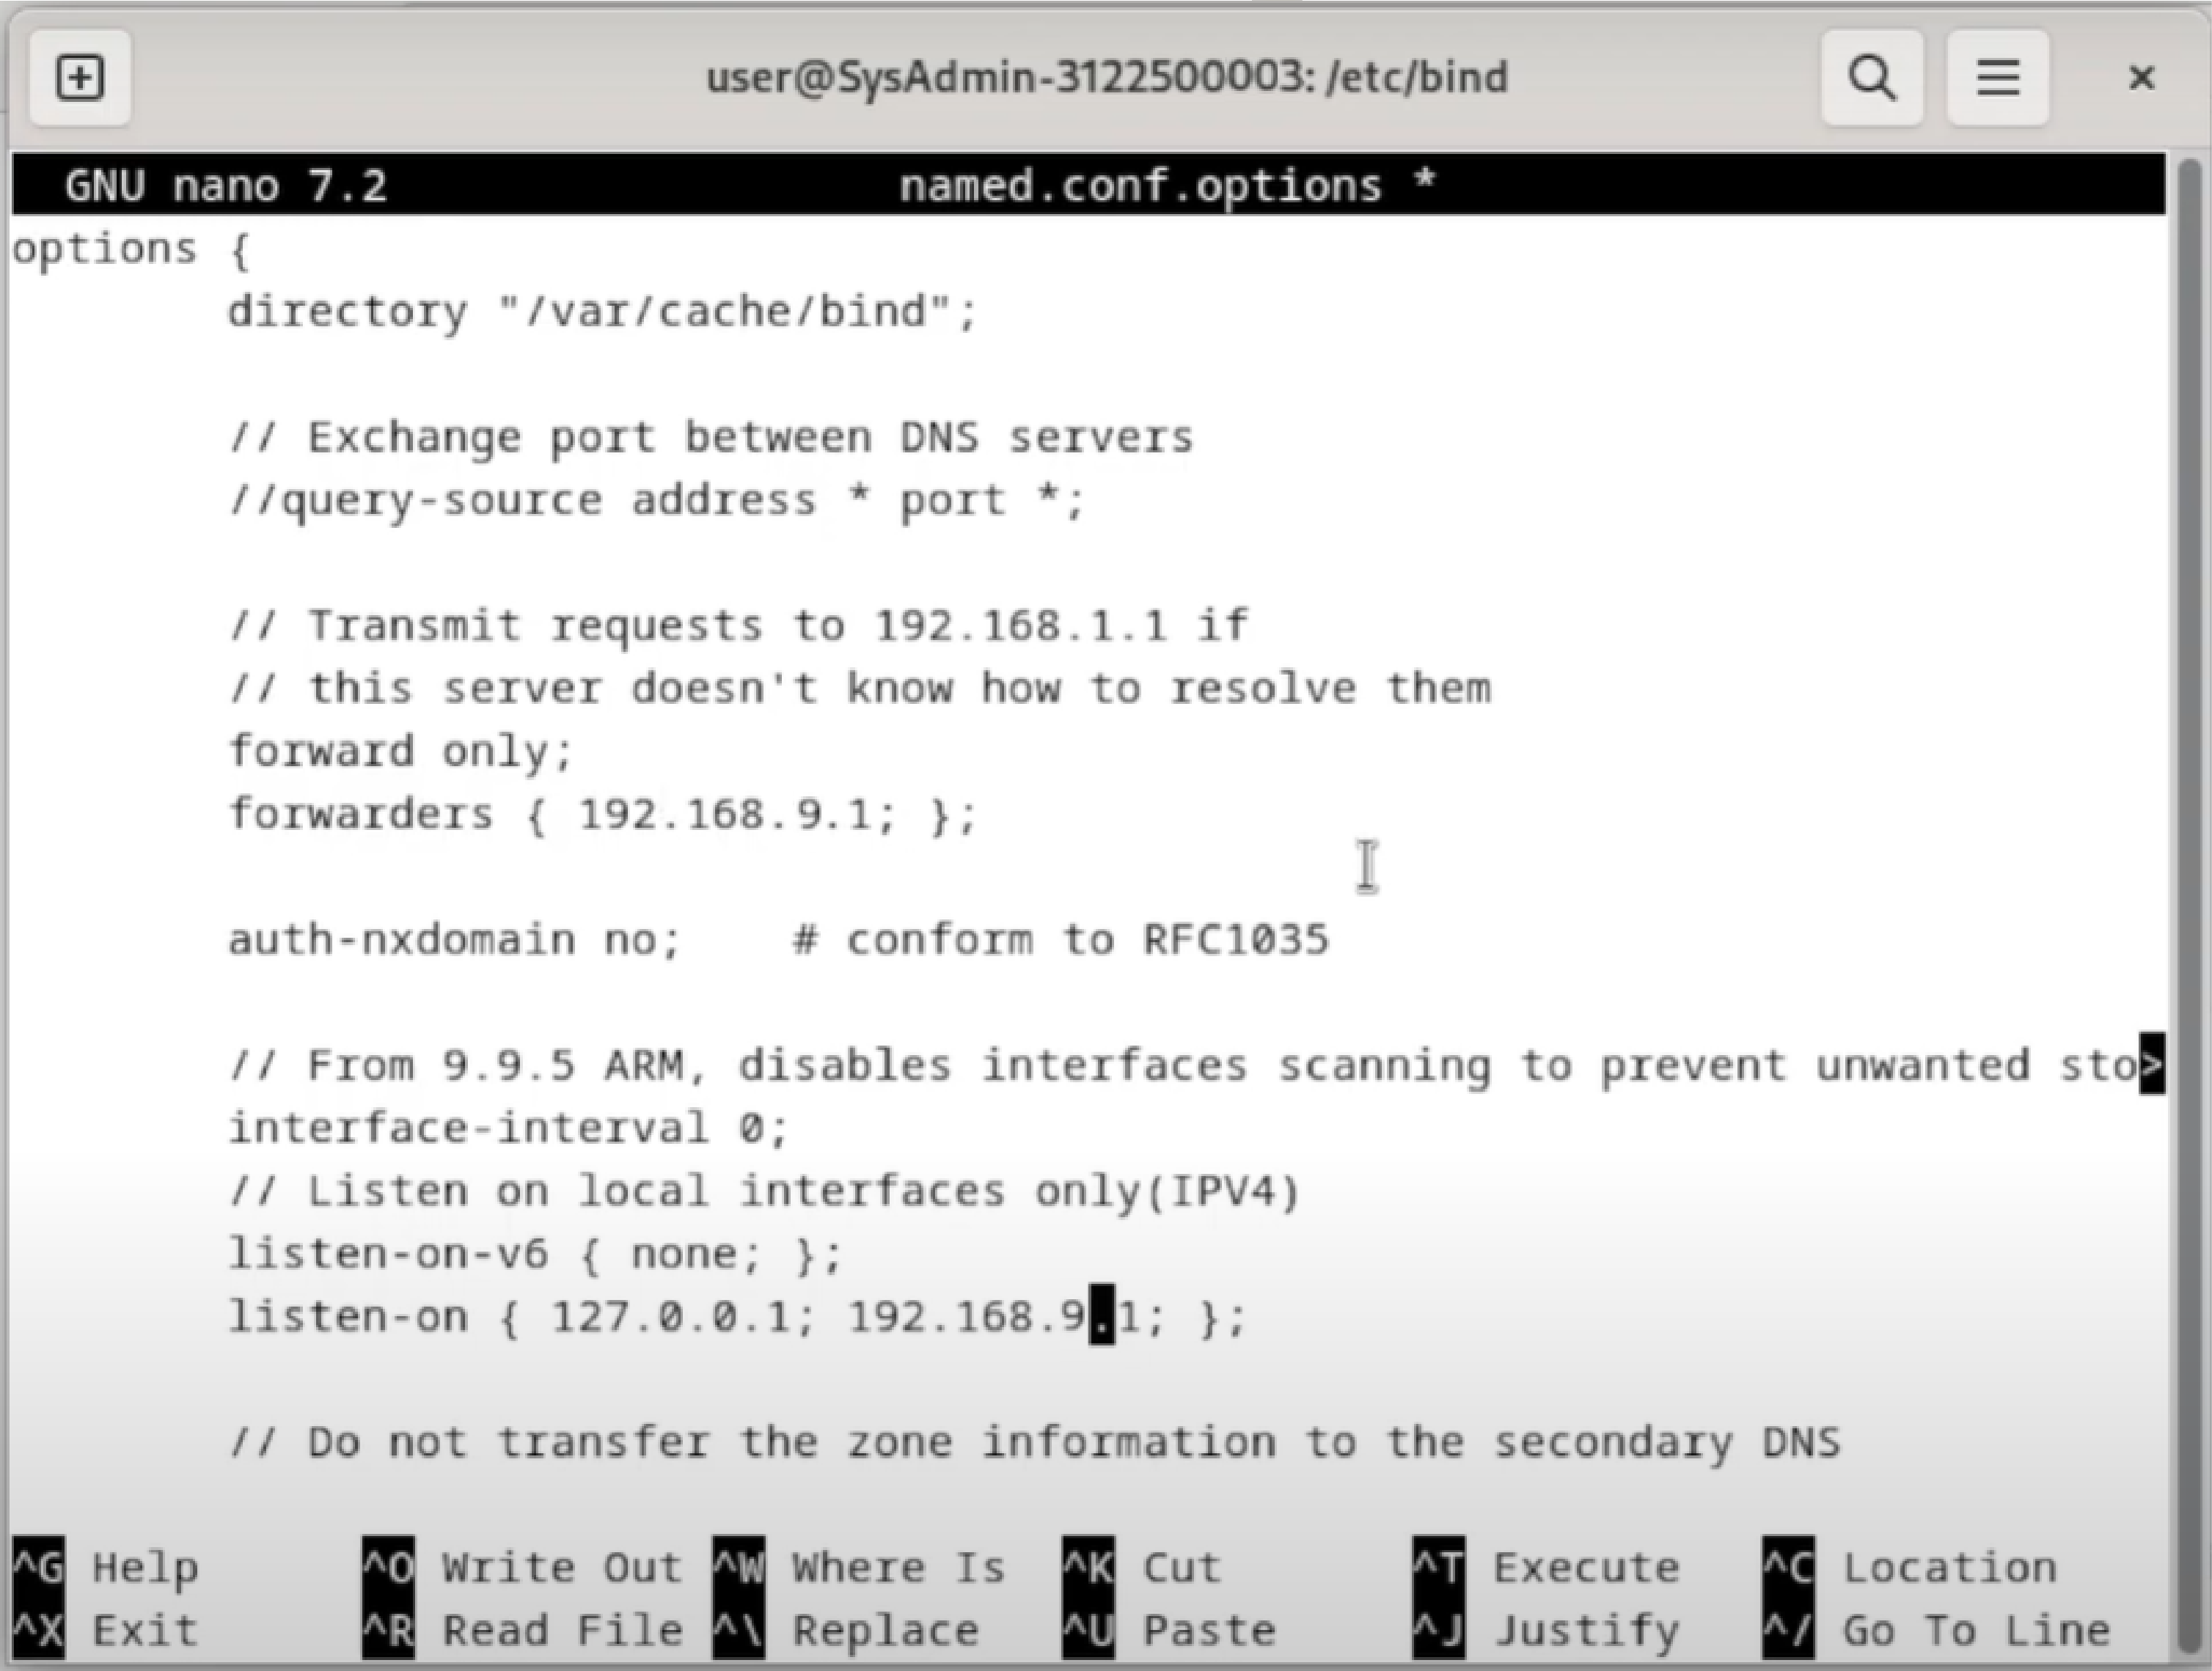 user@SysAdmin-3122500003: /etc/bind
GNU nano 7.2 named.conf.options *
options {
directory "/var/cache/bind";
// Exchange port between DNS servers
//query-source address * port *;
// Transmit requests to 192.168.1.1 if
// this server doesn't know how to resolve them
forward only;
forwarders { 192.168.9.1; };
auth-nxdomain no; # conform to RFC1035
// From 9.9.5 ARM, disables interfaces scanning to prevent unwanted sto>
interface-interval 0;
// Listen on local interfaces only(IPV4)
listen-on-v6 { none; };
listen-on { 127.0.0.1; 192.168.9.1; };
// Do not transfer the zone information to the secondary DNS
^G Help ^O Write Out ^W Where Is ^K Cut ^T Execute ^C Location
^X Exit ^R Read File ^\ Replace ^U Paste ^J Justify ^/ Go To Line